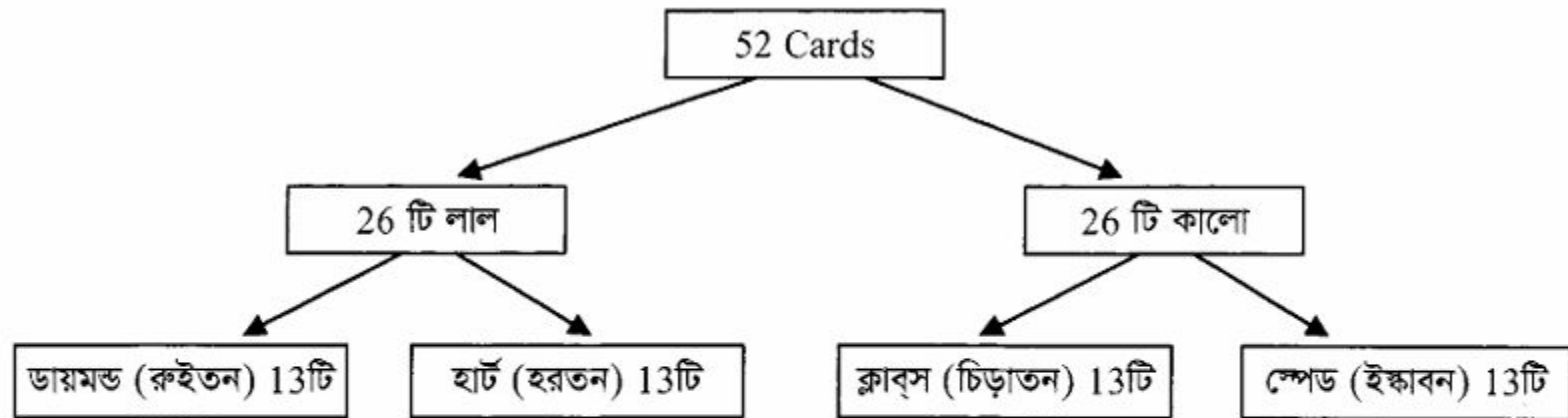 52 Cards
26 টি লাল
26 টি কালো
ডায়মন্ড (রুইতন) 13টি
হার্ট (হরতন) 13টি
ক্লাব্স (চিড়াতন) 13টি
স্পেড (ইস্কাবন) 13টি